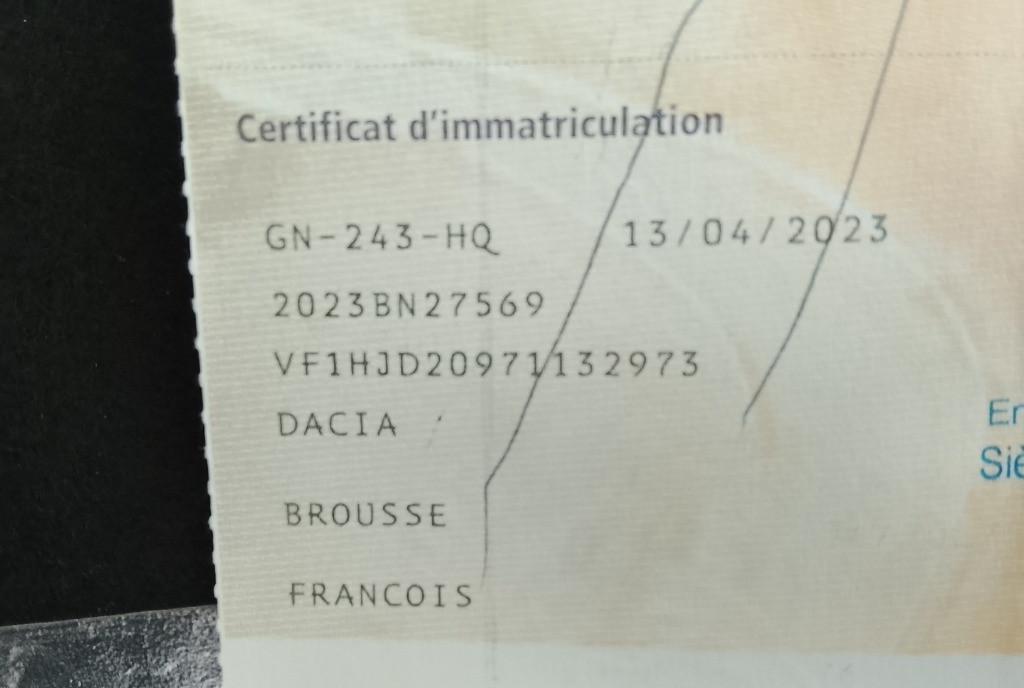 Certificat d'immatriculation
GN-243-HQ 13/04/2023
2023BN27569
VF1HJD20971132973
DACIA
BROUSSE
FRANCOIS